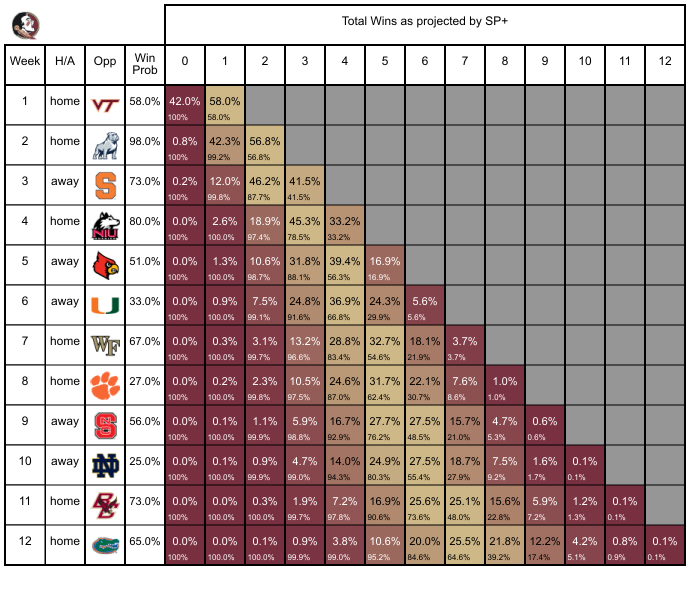 Total Wins as projected by SP+
Week H/A Opp Win Prob 0 1 2 3 4 5 6 7 8 9 10 11 12
1 home VT 58.0% 42.0% 58.0%
100% 58.0%
2 home 98.0% 0.8% 42.3% 56.8%
100% 99.2% 56.8%
3 away S 73.0% 0.2% 12.0% 46.2% 41.5%
100% 99.8% 87.7% 41.5%
4 home NIU 80.0% 0.0% 2.6% 18.9% 45.3% 33.2%
100% 100.0% 97.4% 78.5% 33.2%
5 away 51.0% 0.0% 1.3% 10.6% 31.8% 39.4% 16.9%
100% 100.0% 98.7% 88.1% 56.3% 16.9%
6 away U 33.0% 0.0% 0.9% 7.5% 24.8% 36.9% 24.3% 5.6%
100% 100.0% 99.1% 91.6% 66.8% 29.9% 5.6%
7 home WF 67.0% 0.0% 0.3% 3.1% 13.2% 28.8% 32.7% 18.1% 3.7%
100% 100.0% 99.7% 96.6% 83.4% 54.6% 21.9% 3.7%
8 home 27.0% 0.0% 0.2% 2.3% 10.5% 24.6% 31.7% 22.1% 7.6% 1.0%
100% 100.0% 99.8% 97.5% 87.0% 62.4% 30.7% 8.6% 1.0%
9 away NCS 56.0% 0.0% 0.1% 1.1% 5.9% 16.7% 27.7% 27.5% 15.7% 4.7% 0.6%
100% 100.0% 99.9% 98.8% 92.9% 76.2% 48.5% 21.0% 5.3% 0.6%
10 away ND 25.0% 0.0% 0.1% 0.9% 4.7% 14.0% 24.9% 27.5% 18.7% 7.5% 1.6% 0.1%
100% 100.0% 99.9% 99.0% 94.3% 80.3% 55.4% 27.9% 9.2% 1.7% 0.1%
11 home BC 73.0% 0.0% 0.0% 0.3% 1.9% 7.2% 16.9% 25.6% 25.1% 15.6% 5.9% 1.2% 0.1%
100% 100.0% 100.0% 99.7% 97.8% 90.6% 73.6% 48.0% 22.8% 7.2% 1.3% 0.1%
12 home 65.0% 0.0% 0.0% 0.1% 0.9% 3.8% 10.6% 20.0% 25.5% 21.8% 12.2% 4.2% 0.8% 0.1%
100% 100.0% 100.0% 99.9% 99.0% 95.2% 84.6% 64.6% 39.2% 17.4% 5.1% 0.9% 0.1%